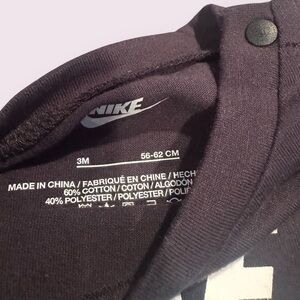 NIKE
3M 56-62 CM
MADE IN CHINA / FABRIQUÉ EN CHINE / HECH
60% COTTON / COTON / ALGODÓN
40% POLYESTER / POLYESTER / POLIÉ